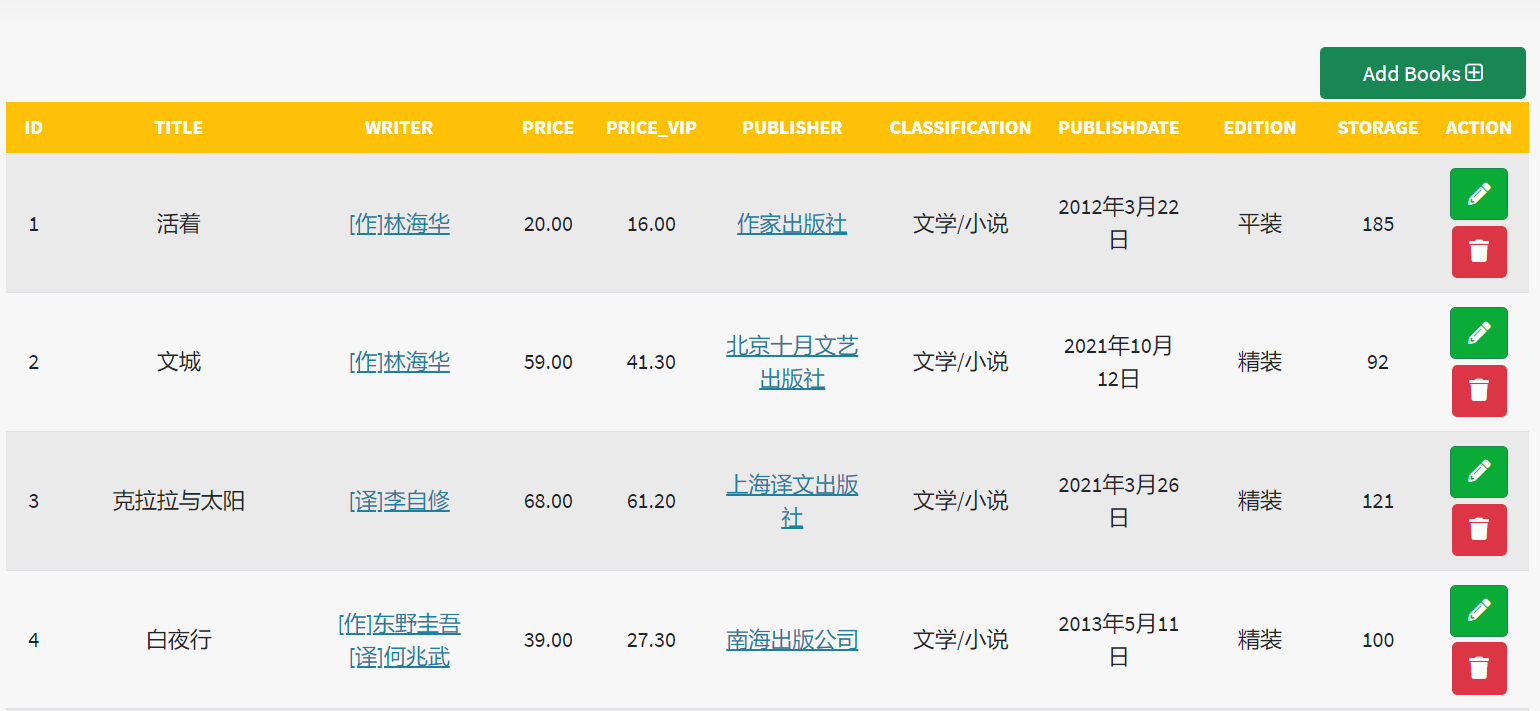 Add Books
ID TITLE WRITER PRICE PRICE_VIP PUBLISHER CLASSIFICATION PUBLISHDATE EDITION STORAGE ACTION
1 活着 [作]林海华 20.00 16.00 作家出版社 文学/小说 2012年3月22
日 平装 185
2 文城 [作]林海华 59.00 41.30 北京十月文艺
出版社 文学/小说 2021年10月
12日 精装 92
3 克拉拉与太阳 [译]李自修 68.00 61.20 上海译文出版
社 文学/小说 2021年3月26
日 精装 121
4 白夜行 [作]东野圭吾
[译]何兆武 39.00 27.30 南海出版公司 文学/小说 2013年5月11
日 精装 100